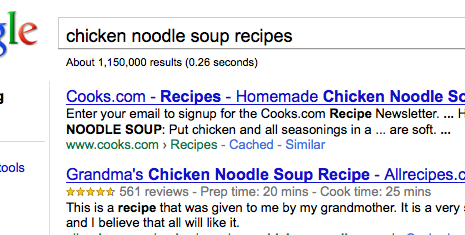 gle
chicken noodle soup recipes
About 1,150,000 results (0.26 seconds)
Cooks.com - Recipes - Homemade Chicken Noodle So
Enter your email to signup for the Cooks.com Recipe Newsletter. ... H
NOODLE SOUP: Put chicken and all seasonings in a ... are soft. ...
www.cooks.com › Recipes - Cached - Similar
tools
Grandma's Chicken Noodle Soup Recipe - Allrecipes.c
561 reviews - Prep time: 20 mins - Cook time: 25 mins
This is a recipe that was given to me by my grandmother. It is a very
and I believe that all will like it.